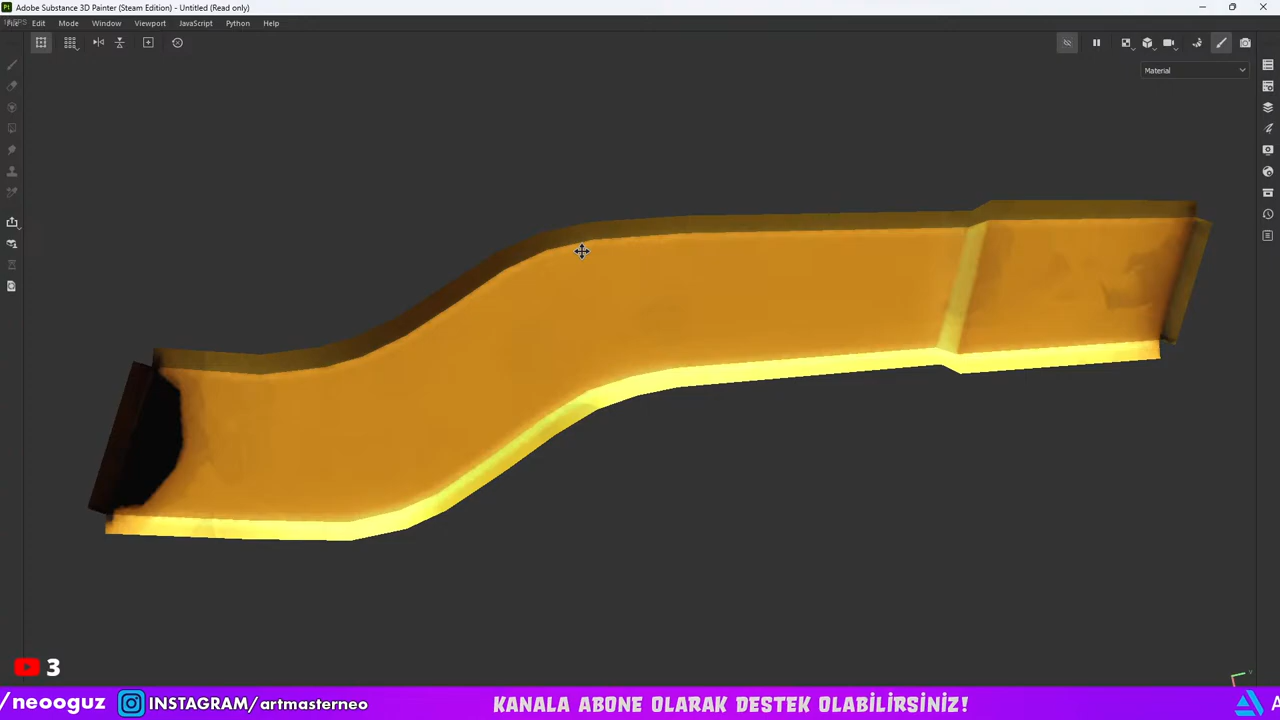 Adobe Substance 3D Painter (Steam Edition) - Untitled (Read only)
File Edit Mode Window Viewport JavaScript Python Help
Material
3
/neooguz INSTAGRAM/artmasterneo KANALA ABONE OLARAK DESTEK OLABİLİRSİNİZ! A